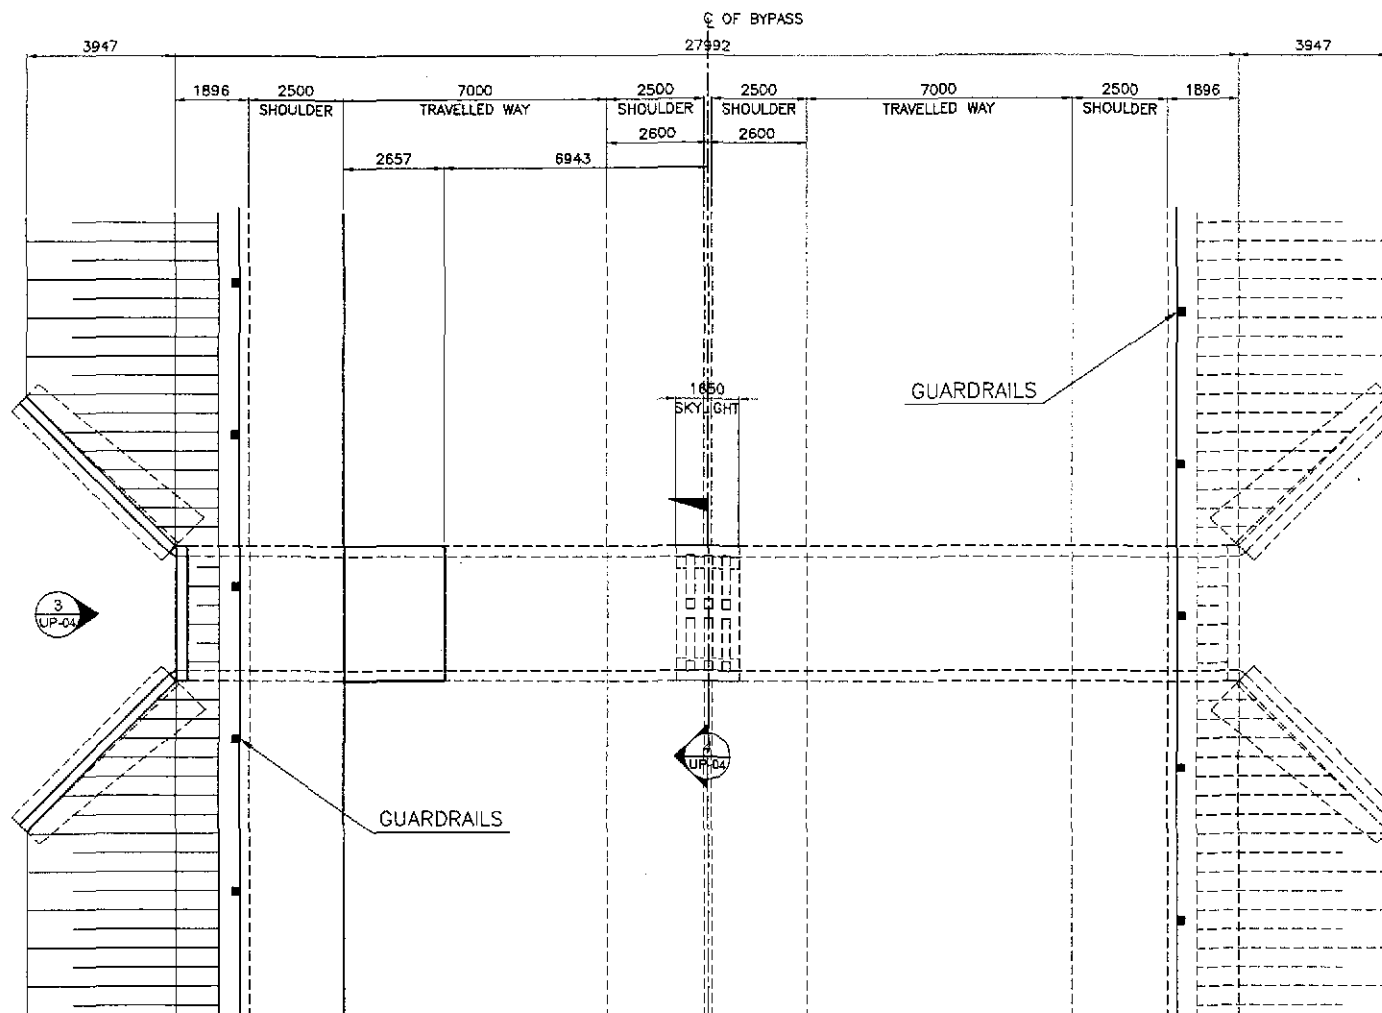 ℄ OF BYPASS
3947 27992 3947
1896 2500 7000 2500 2500 7000 2500 1896
SHOULDER TRAVELLED WAY SHOULDER SHOULDER TRAVELLED WAY SHOULDER
2600 2600
2657 6943
1650
GUARDRAILS
3
UP-04
UP-04
GUARDRAILS